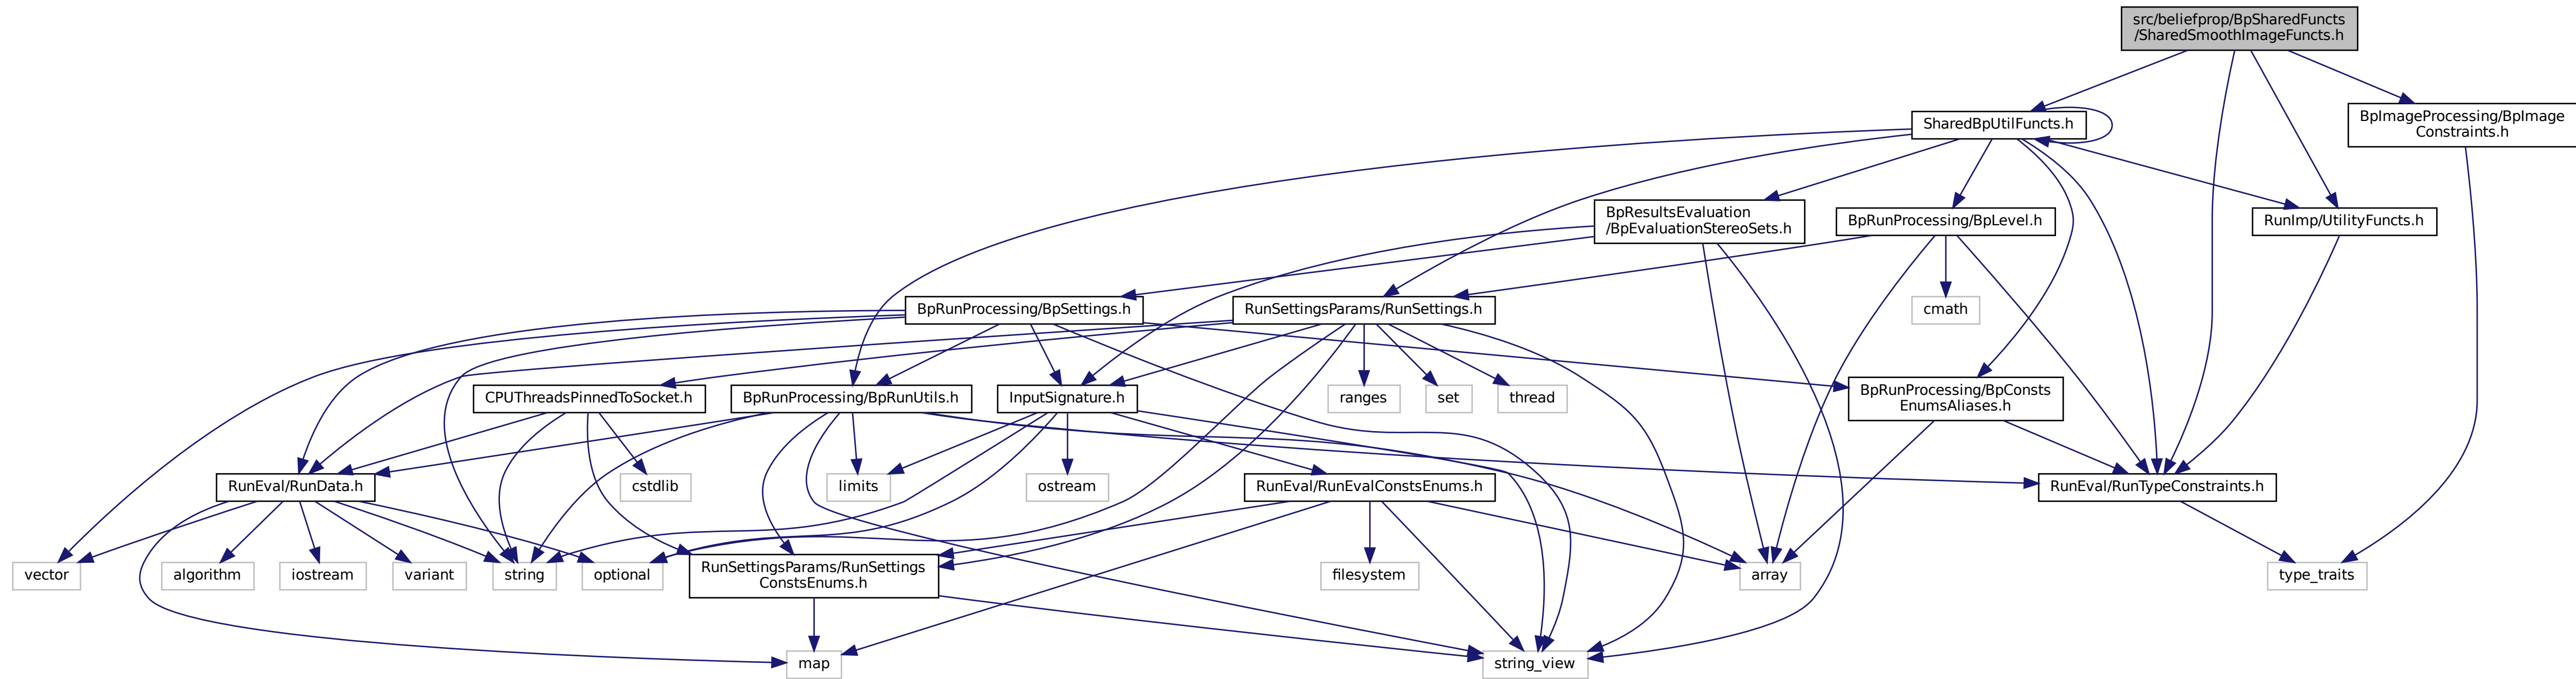 src/beliefprop/BpSharedFuncts
/SharedSmoothImageFuncts.h
SharedBpUtilFuncts.h
BpImageProcessing/BpImage
Constraints.h
BpResultsEvaluation
/BpEvaluationStereoSets.h
BpRunProcessing/BpLevel.h
RunImp/UtilityFuncts.h
BpRunProcessing/BpSettings.h
RunSettingsParams/RunSettings.h
cmath
CPUThreadsPinnedToSocket.h
BpRunProcessing/BpRunUtils.h
InputSignature.h
ranges
set
thread
BpRunProcessing/BpConsts
EnumsAliases.h
RunEval/RunData.h
cstdlib
limits
ostream
RunEval/RunEvalConstsEnums.h
RunEval/RunTypeConstraints.h
vector
algorithm
iostream
variant
string
optional
RunSettingsParams/RunSettings
ConstsEnums.h
filesystem
array
type_traits
map
string_view